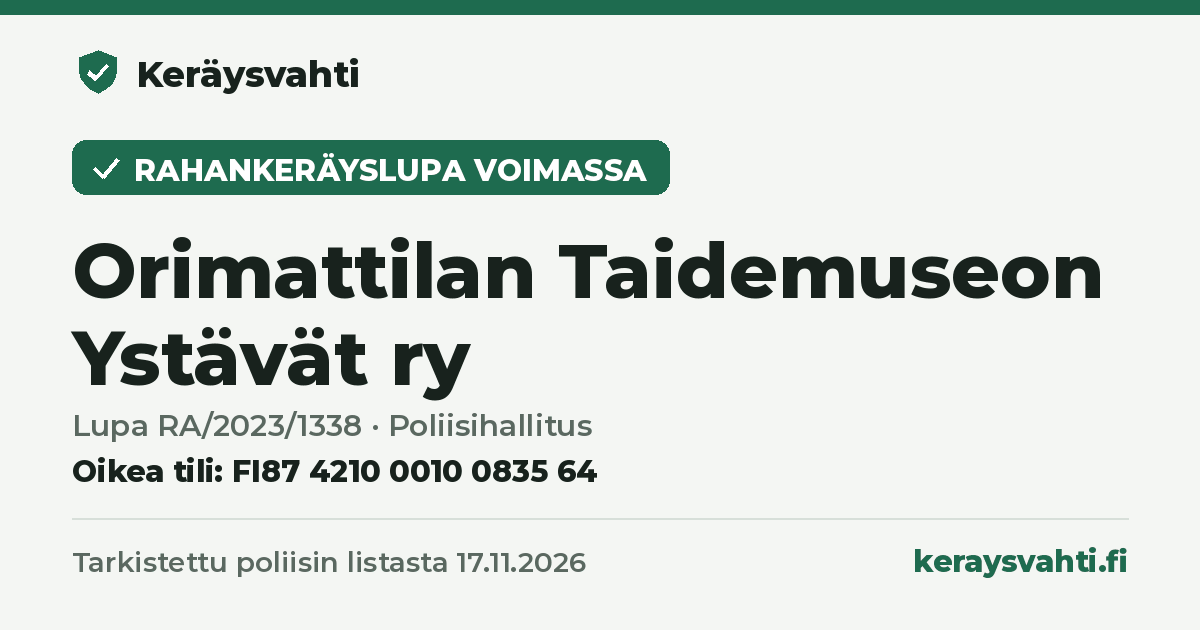 Keräysvahti
RAHANKERÄYSLUPA VOIMASSA
Orimattilan Taidemuseon
Ystävät ry
Lupa RA/2023/1338 · Poliisihallitus
Oikea tili: FI87 4210 0010 0835 64
Tarkistettu poliisin listasta 17.11.2026
keraysvahti.fi